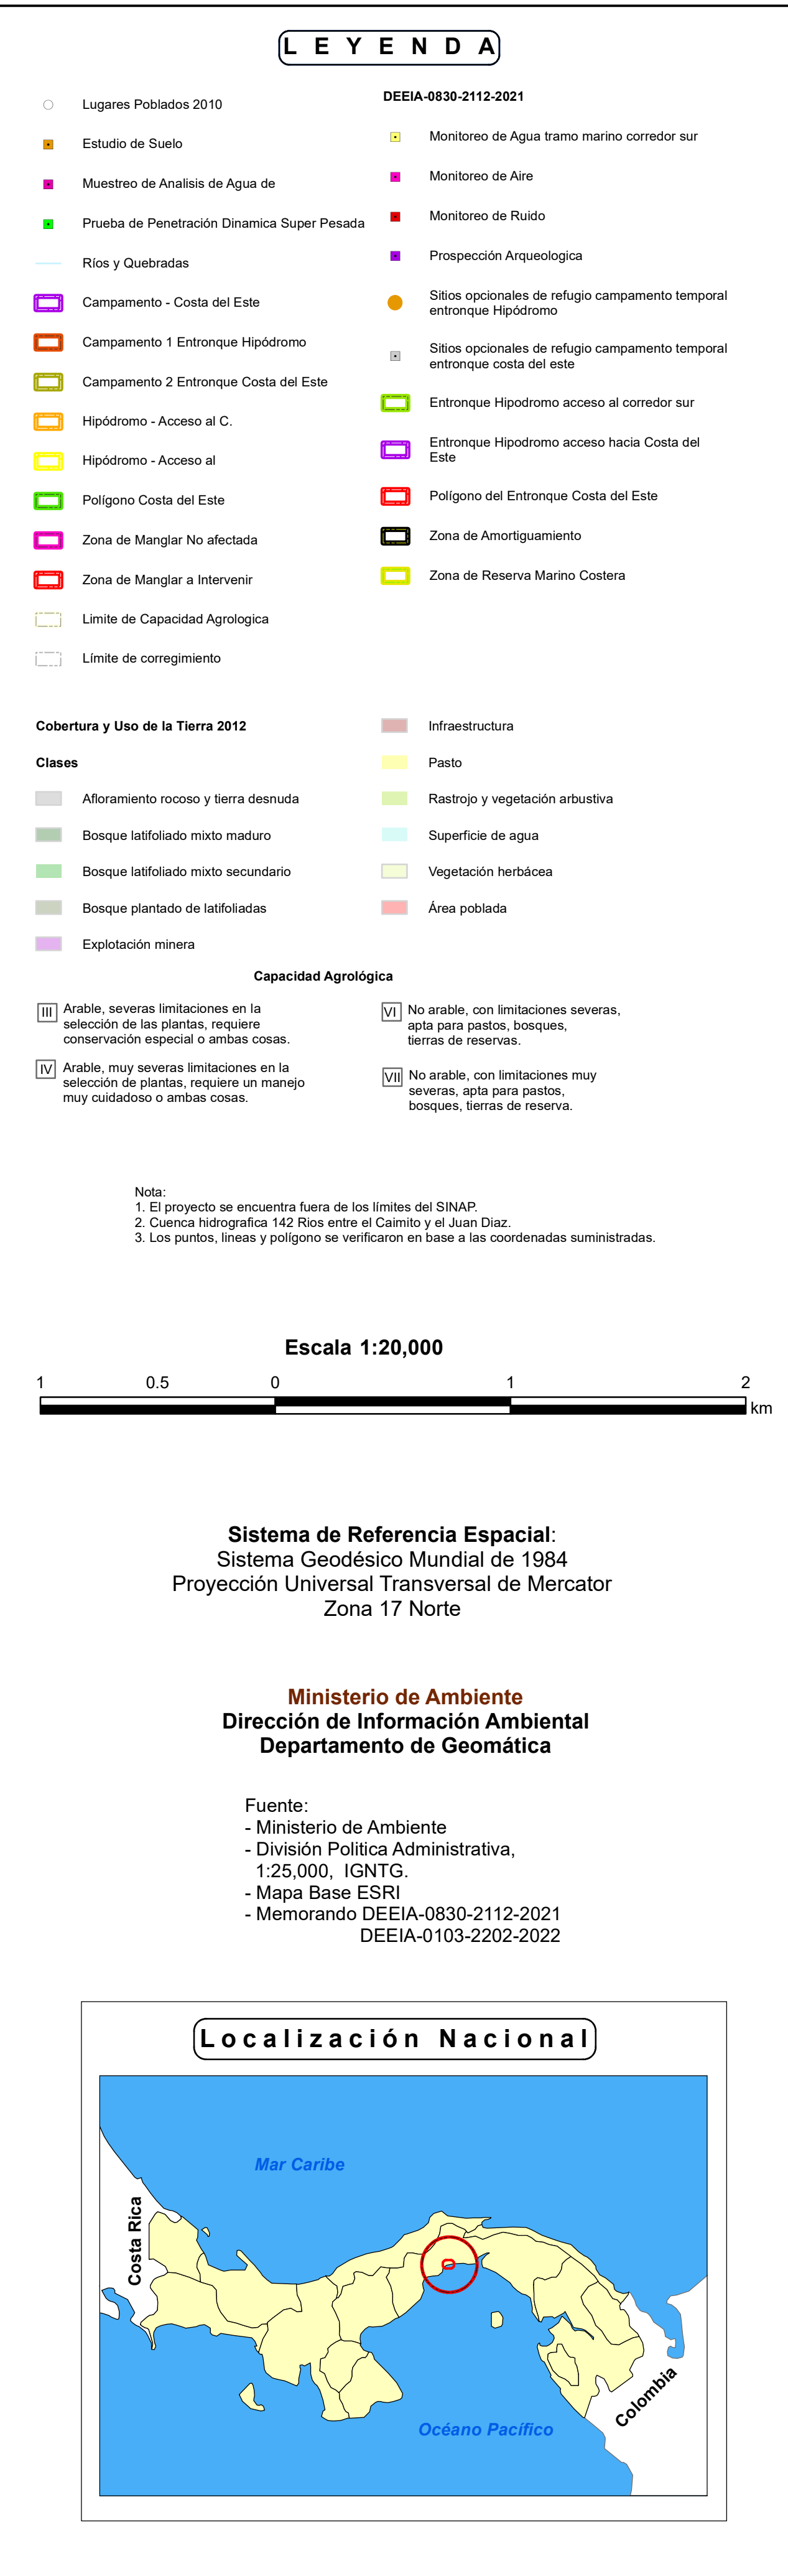 LEYENDA
Lugares Poblados 2010
Estudio de Suelo
Muestreo de Analisis de Agua de
Prueba de Penetración Dinamica Super Pesada
Ríos y Quebradas
Campamento - Costa del Este
Campamento 1 Entronque Hipódromo
Campamento 2 Entronque Costa del Este
Hipódromo - Acceso al C.
Hipódromo - Acceso al
Polígono Costa del Este
Zona de Manglar No afectada
Zona de Manglar a Intervenir
Limite de Capacidad Agrologica
Límite de corregimiento
DEEIA-0830-2112-2021
Monitoreo de Agua tramo marino corredor sur
Monitoreo de Aire
Monitoreo de Ruido
Prospección Arqueologica
Sitios opcionales de refugio campamento temporal
entronque Hipódromo
Sitios opcionales de refugio campamento temporal
entronque costa del este
Entronque Hipodromo acceso al corredor sur
Entronque Hipodromo acceso hacia Costa del
Este
Polígono del Entronque Costa del Este
Zona de Amortiguamiento
Zona de Reserva Marino Costera
Cobertura y Uso de la Tierra 2012
Clases
Afloramiento rocoso y tierra desnuda
Bosque latifoliado mixto maduro
Bosque latifoliado mixto secundario
Bosque plantado de latifoliadas
Explotación minera
Infraestructura
Pasto
Rastrojo y vegetación arbustiva
Superficie de agua
Vegetación herbácea
Área poblada
Capacidad Agrológica
III Arable, severas limitaciones en la
selección de las plantas, requiere
conservación especial o ambas cosas.
IV Arable, muy severas limitaciones en la
selección de plantas, requiere un manejo
muy cuidadoso o ambas cosas.
VI No arable, con limitaciones severas,
apta para pastos, bosques,
tierras de reservas.
VII No arable, con limitaciones muy
severas, apta para pastos,
bosques, tierras de reserva.
Nota:
1. El proyecto se encuentra fuera de los límites del SINAP.
2. Cuenca hidrografica 142 Rios entre el Caimito y el Juan Diaz.
3. Los puntos, lineas y polígono se verificaron en base a las coordenadas suministradas.
Escala 1:20,000
1 0.5 0 1 2
km
Sistema de Referencia Espacial:
Sistema Geodésico Mundial de 1984
Proyección Universal Transversal de Mercator
Zona 17 Norte
Ministerio de Ambiente
Dirección de Información Ambiental
Departamento de Geomática
Fuente:
- Ministerio de Ambiente
- División Politica Administrativa,
1:25,000, IGNTG.
- Mapa Base ESRI
- Memorando DEEIA-0830-2112-2021
DEEIA-0103-2202-2022
Localización Nacional
Mar Caribe
Costa Rica
Colombia
Océano Pacífico